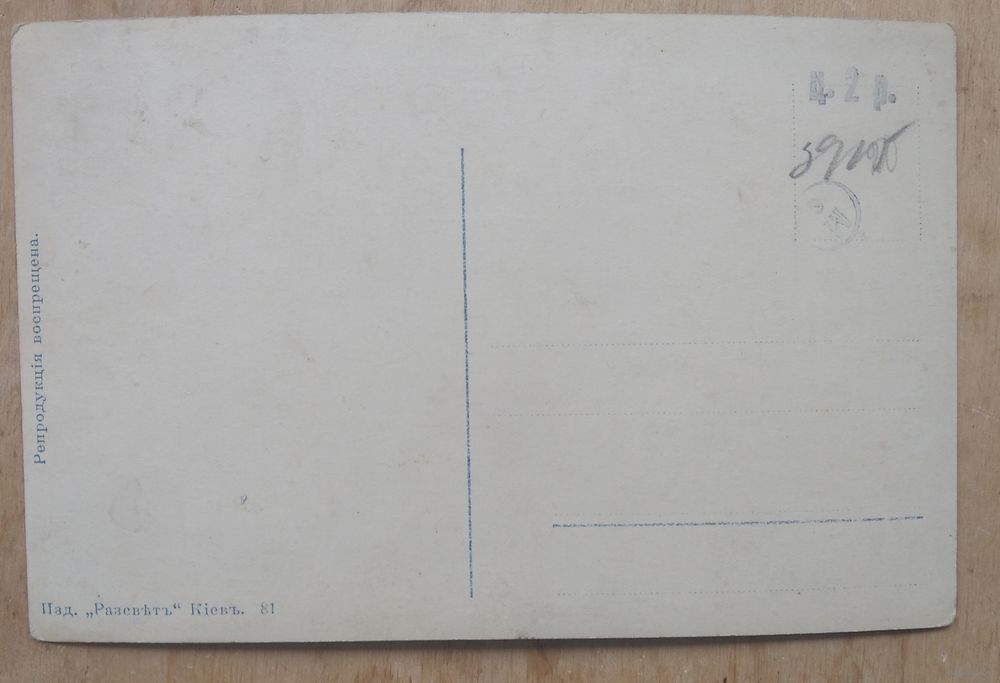 ц. 2 р.
Репродукція воспрещена.
Изд. „Разсвѣтъ“ Кіевъ. 81